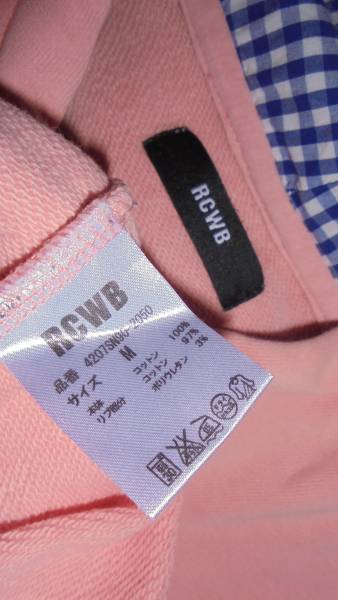 RCWB
RCWB
品番 4207SN06-2050
サイズ M
本体 コットン 100%
リブ部分 コットン 97%
ポリウレタン 3%